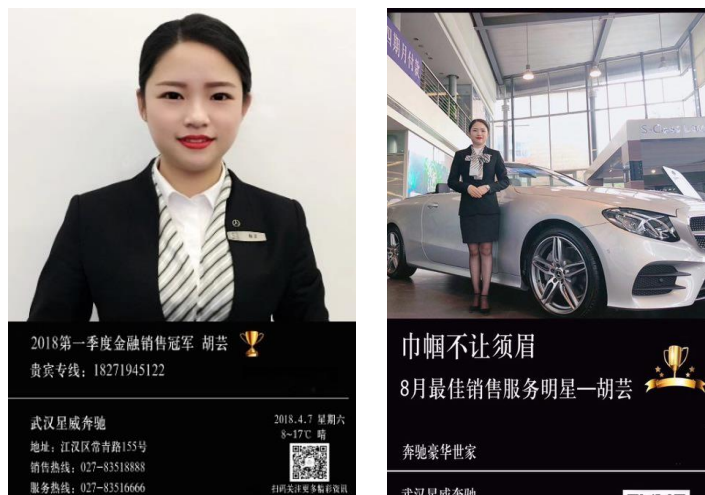 2018第一季度金融销售冠军 胡芸
贵宾专线：18271945122
武汉星威奔驰
地址：江汉区常青路155号
销售热线：027-83518888
服务热线：027-83516666
2018.4.7 星期六
8~17℃ 晴
扫码关注更多精彩资讯
巾帼不让须眉
8月最佳销售服务明星—胡芸
奔驰豪华世家
武汉星威奔驰